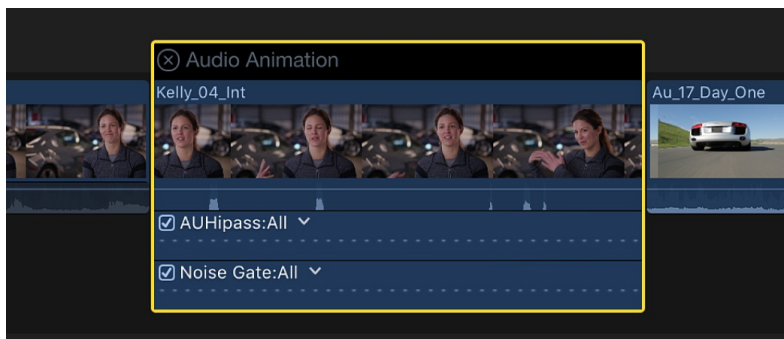 Audio Animation
Kelly_04_Int
Au_17_Day_One
AUHipass:All
Noise Gate:All